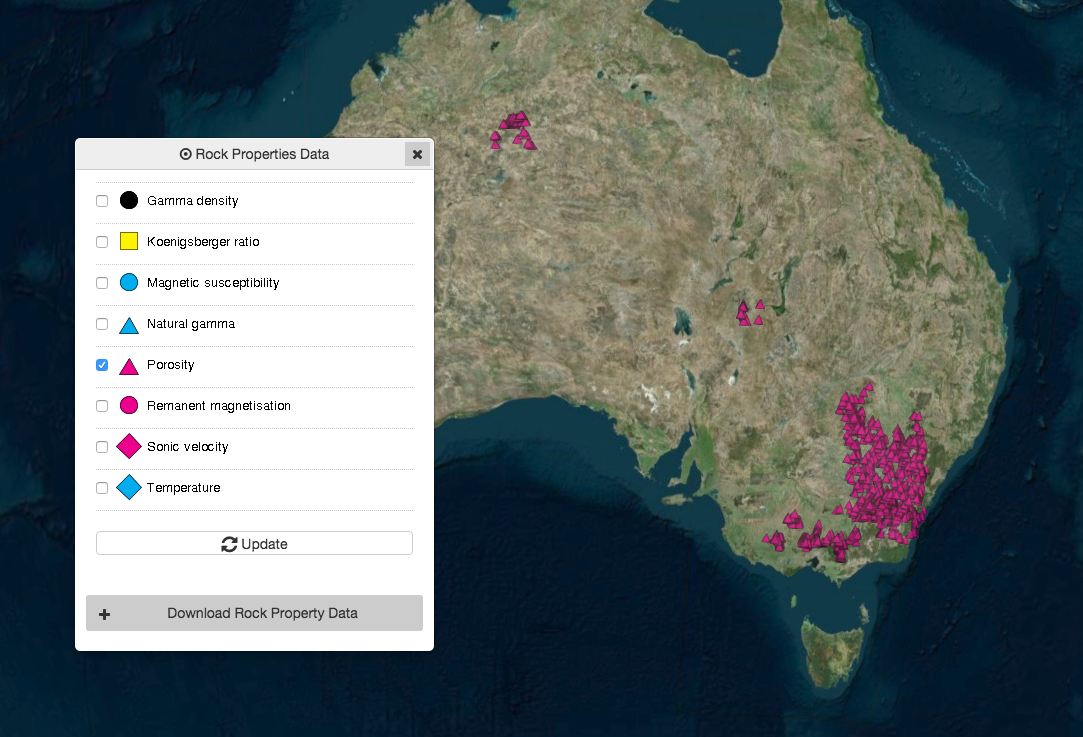 Rock Properties Data
Gamma density
Koenigsberger ratio
Magnetic susceptibility
Natural gamma
Porosity
Remanent magnetisation
Sonic velocity
Temperature
Update
Download Rock Property Data